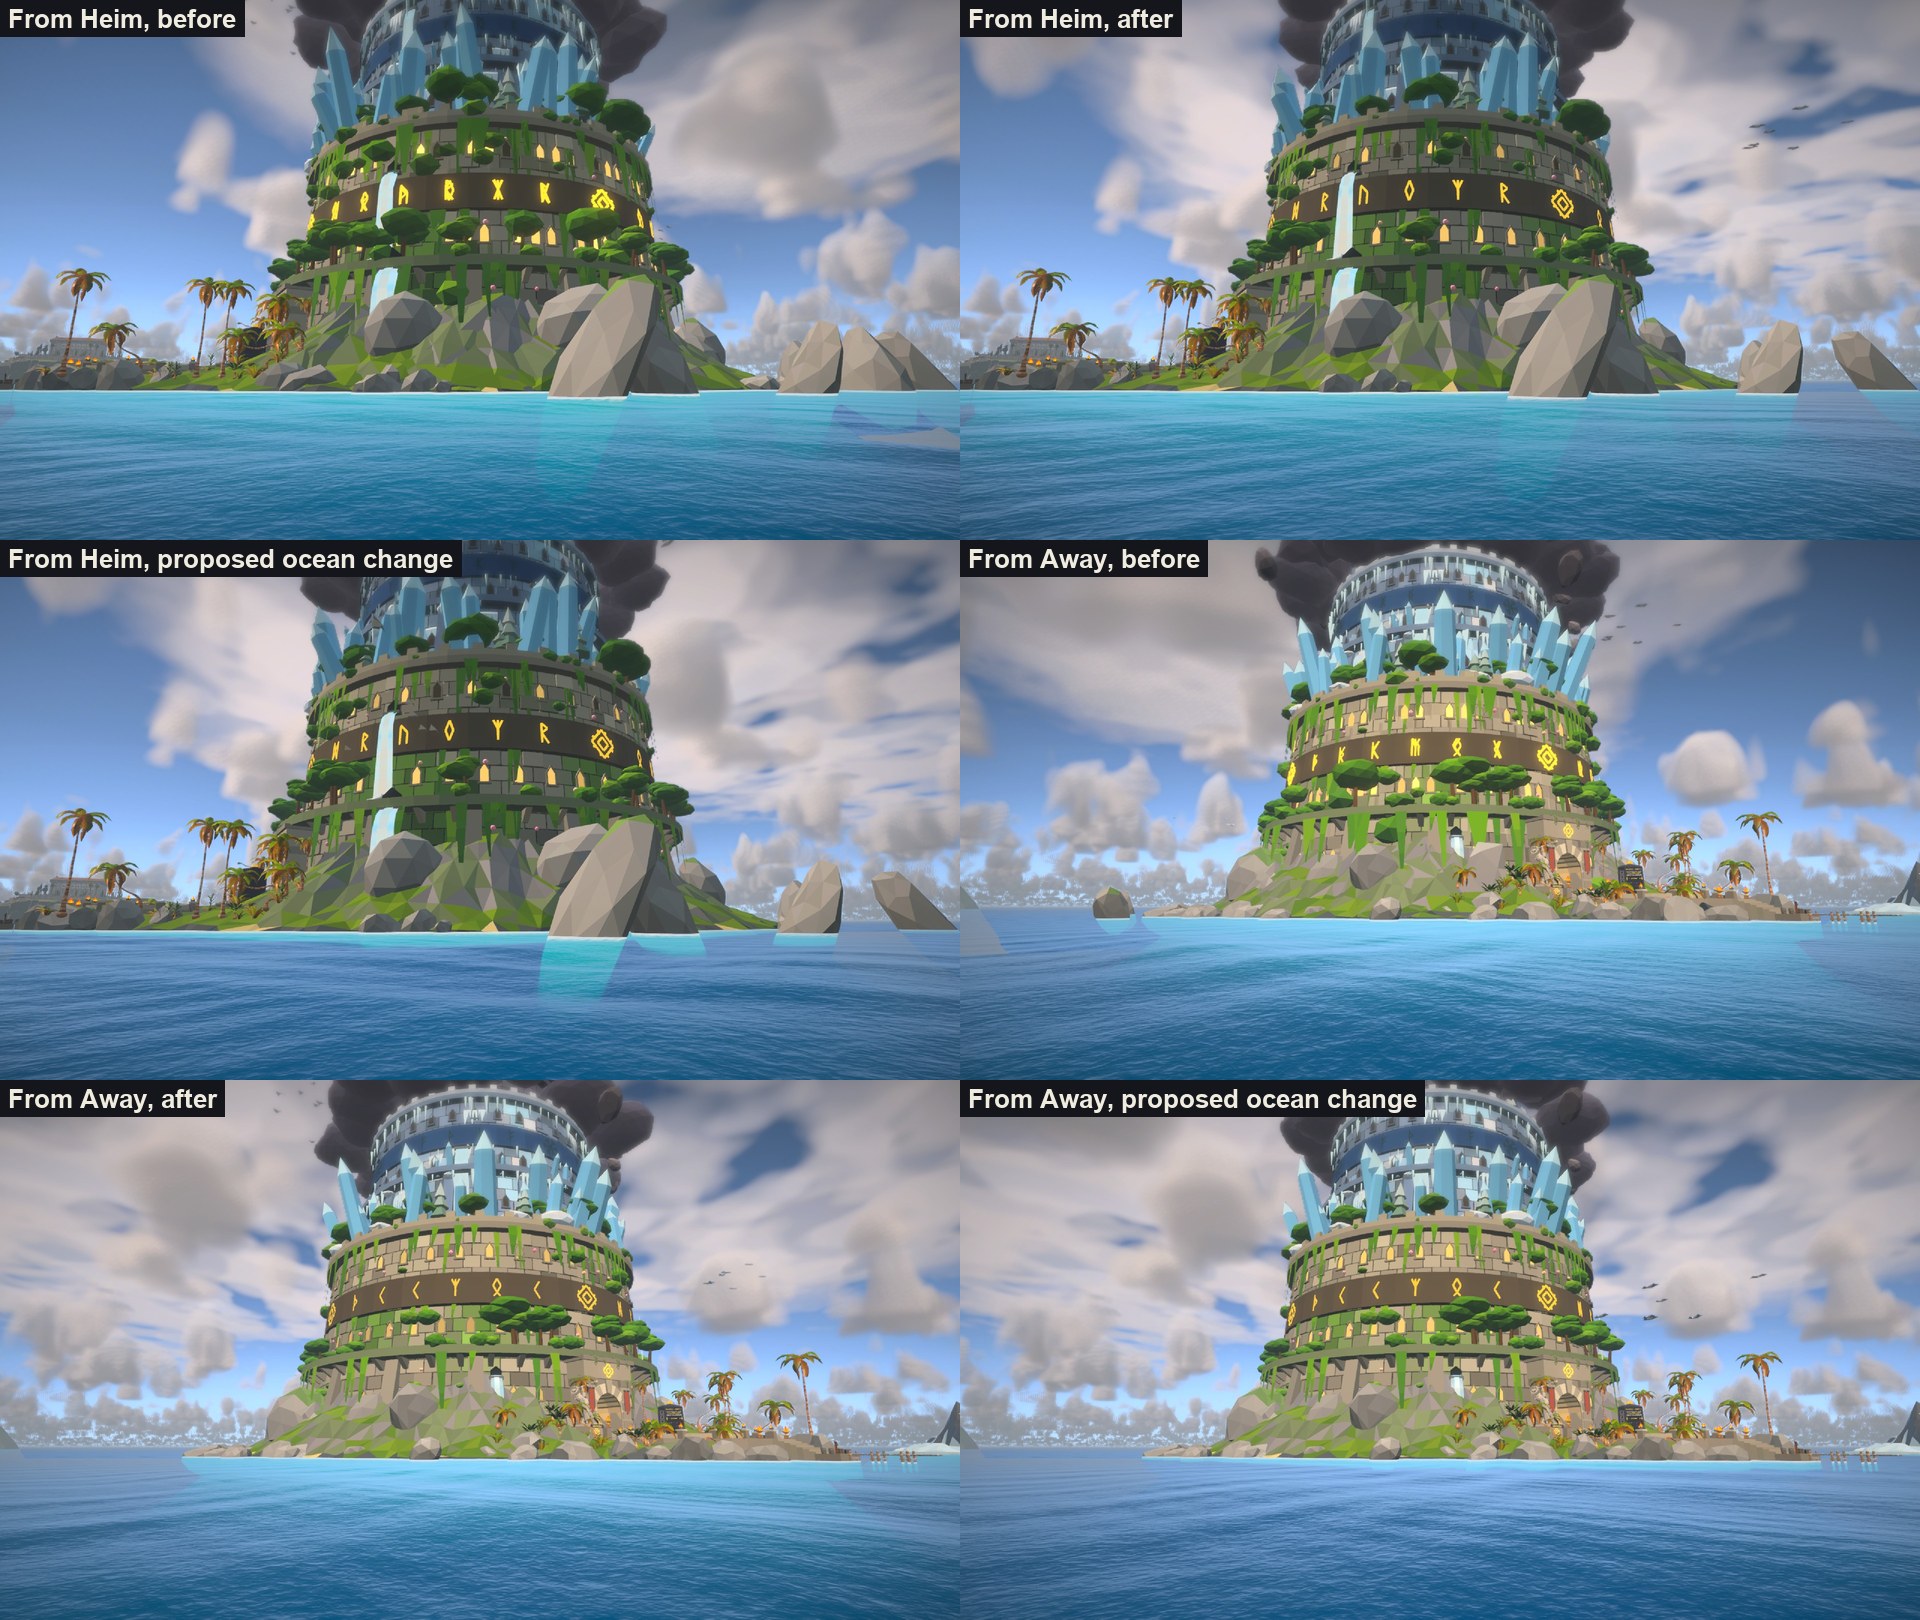 From Heim, before
From Heim, after
From Heim, proposed ocean change
From Away, before
From Away, after
From Away, proposed ocean change